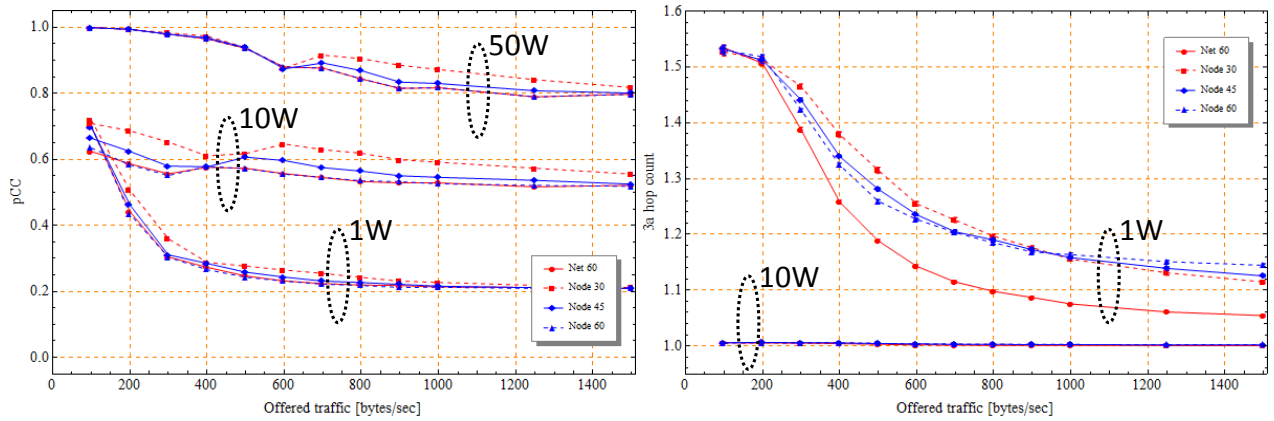 pCC
1.0
0.8
0.6
0.4
0.2
0.0
50W
10W
1W
Net 60
Node 30
Node 45
Node 60
0
200
400
600
800
1000
1200
1400
Offered traffic [bytes/sec]
3a hop count
1.6
1.5
1.4
1.3
1.2
1.1
1.0
Net 60
Node 30
Node 45
Node 60
1W
10W
0
200
400
600
800
1000
1200
1400
Offered traffic [bytes/sec]